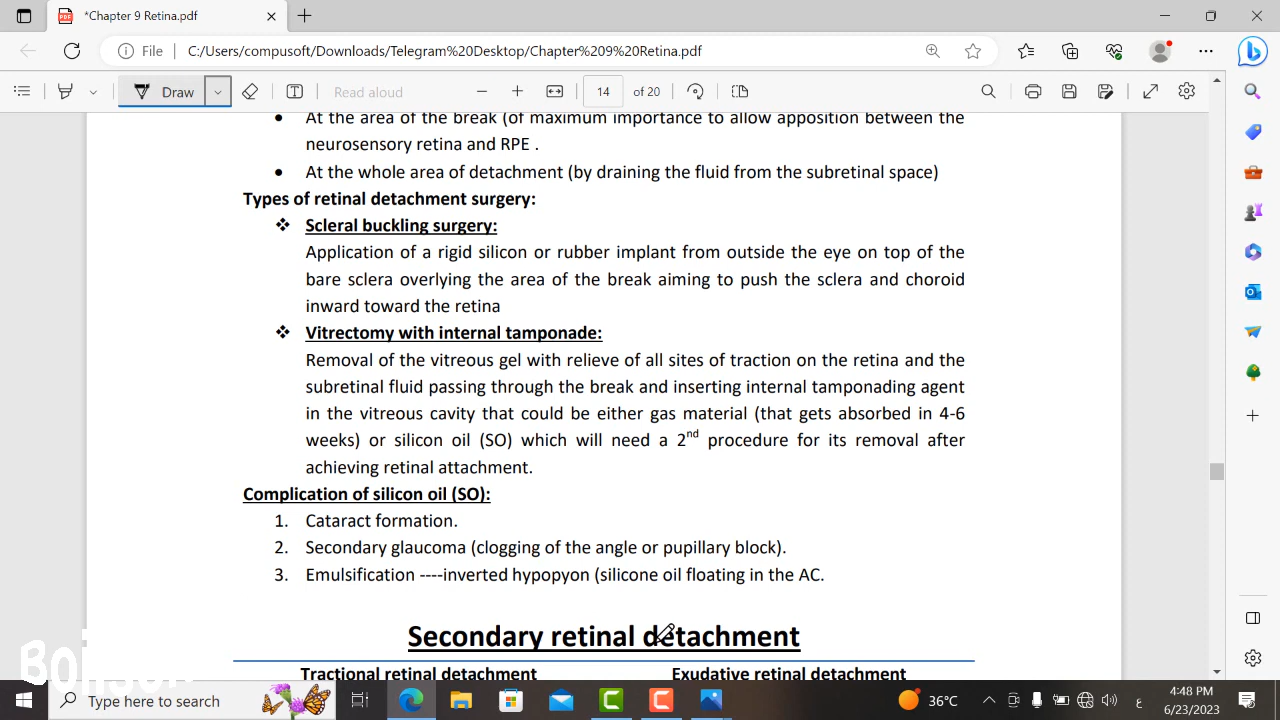 *Chapter 9 Retina.pdf
File C:/Users/compusoft/Downloads/Telegram%20Desktop/Chapter%209%20Retina.pdf
Draw Read aloud 14 of 20
• At the area of the break (of maximum importance to allow apposition between the
neurosensory retina and RPE .
• At the whole area of detachment (by draining the fluid from the subretinal space)
Types of retinal detachment surgery:
❖ Scleral buckling surgery:
Application of a rigid silicon or rubber implant from outside the eye on top of the
bare sclera overlying the area of the break aiming to push the sclera and choroid
inward toward the retina
❖ Vitrectomy with internal tamponade:
Removal of the vitreous gel with relieve of all sites of traction on the retina and the
subretinal fluid passing through the break and inserting internal tamponading agent
in the vitreous cavity that could be either gas material (that gets absorbed in 4-6
weeks) or silicon oil (SO) which will need a 2nd procedure for its removal after
achieving retinal attachment.
Complication of silicon oil (SO):
1. Cataract formation.
2. Secondary glaucoma (clogging of the angle or pupillary block).
3. Emulsification ----inverted hypopyon (silicone oil floating in the AC.
Secondary retinal detachment
Tractional retinal detachment Exudative retinal detachment
Type here to search
36°C
ع
4:48 PM
6/23/2023